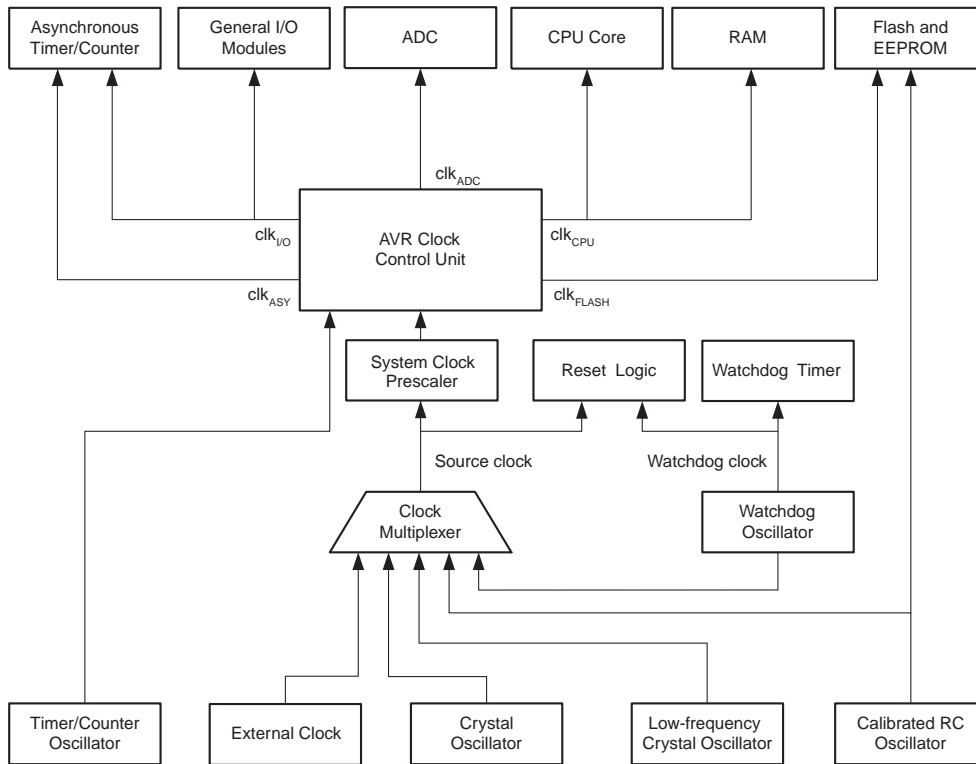 Asynchronous
Timer/Counter
General I/O
Modules
ADC
CPU Core
RAM
Flash and
EEPROM
clkADC
clkI/O
AVR Clock
Control Unit
clkCPU
clkASY
clkFLASH
System Clock
Prescaler
Reset Logic
Watchdog Timer
Source clock
Watchdog clock
Clock
Multiplexer
Watchdog
Oscillator
Timer/Counter
Oscillator
External Clock
Crystal
Oscillator
Low-frequency
Crystal Oscillator
Calibrated RC
Oscillator